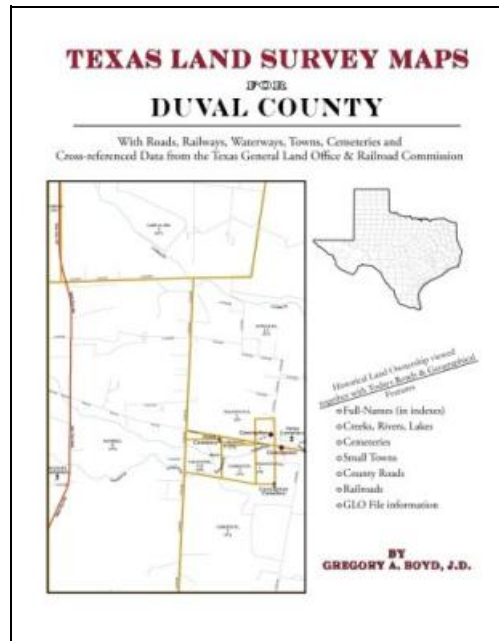 TEXAS LAND SURVEY MAPS
FOR
DUVAL COUNTY
With Roads, Railways, Waterways, Towns, Cemeteries and
Cross-referenced Data from the Texas General Land Office & Railroad Commission
Historical Land Ownership viewed
together with Todays Roads & Geographical
Features
Full-Names (in indexes)
Creeks, Rivers, Lakes
Cemeteries
Small Towns
County Roads
Railroads
GLO File information
BY
GREGORY A. BOYD, J.D.